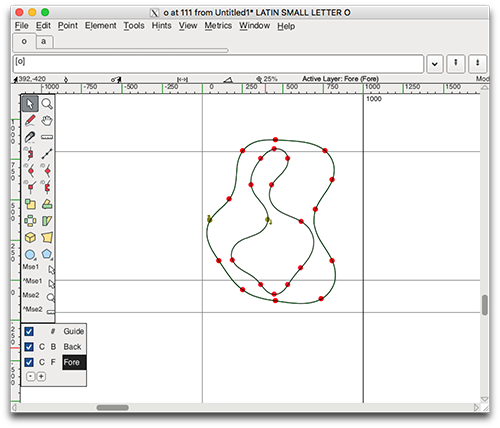 o at 111 from Untitled1* LATIN SMALL LETTER O
File Edit Point Element Tools Hints View Metrics Window Help
o a
[o]
392,-420 25% Active Layer: Fore (Fore) Mod
-1000 -750 -500 -250 0 250 500 750 1000 1250 1500
1000
Mse1
^Mse1
Mse2
^Mse2
# Guide
C B Back
C F Fore
- +